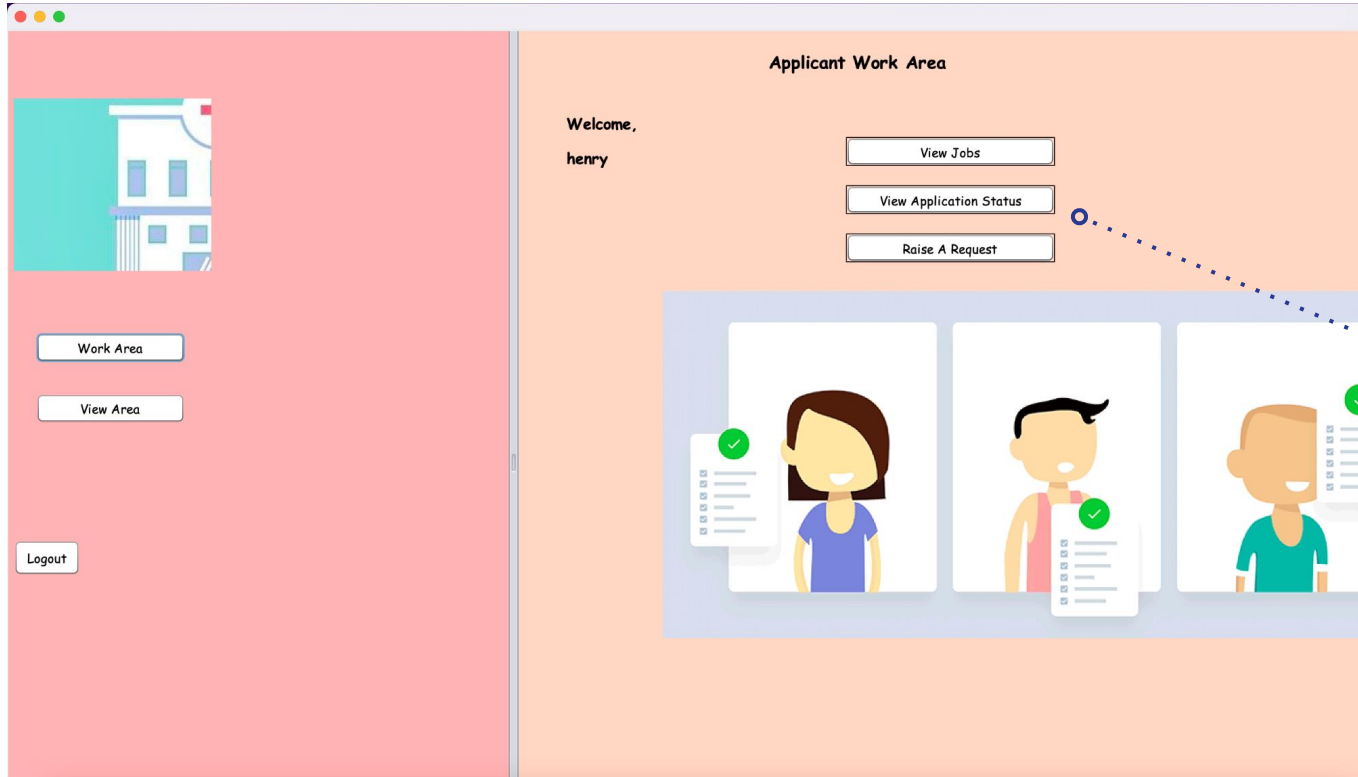 Applicant Work Area
Welcome,
henry
View Jobs
View Application Status
Raise A Request
Work Area
View Area
Logout